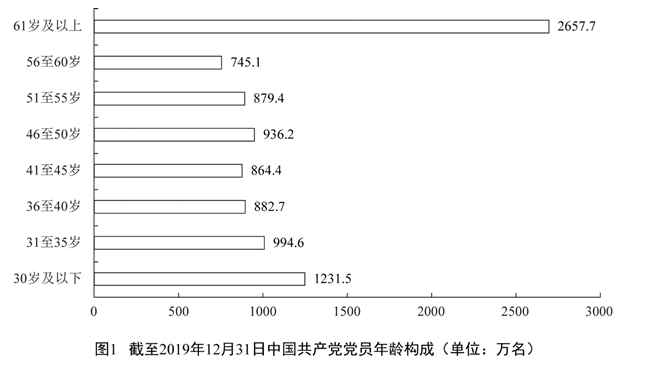 61岁及以上 2657.7
56至60岁 745.1
51至55岁 879.4
46至50岁 936.2
41至45岁 864.4
36至40岁 882.7
31至35岁 994.6
30岁及以下 1231.5
0 500 1000 1500 2000 2500 3000
图1 截至2019年12月31日中国共产党党员年龄构成（单位：万名）